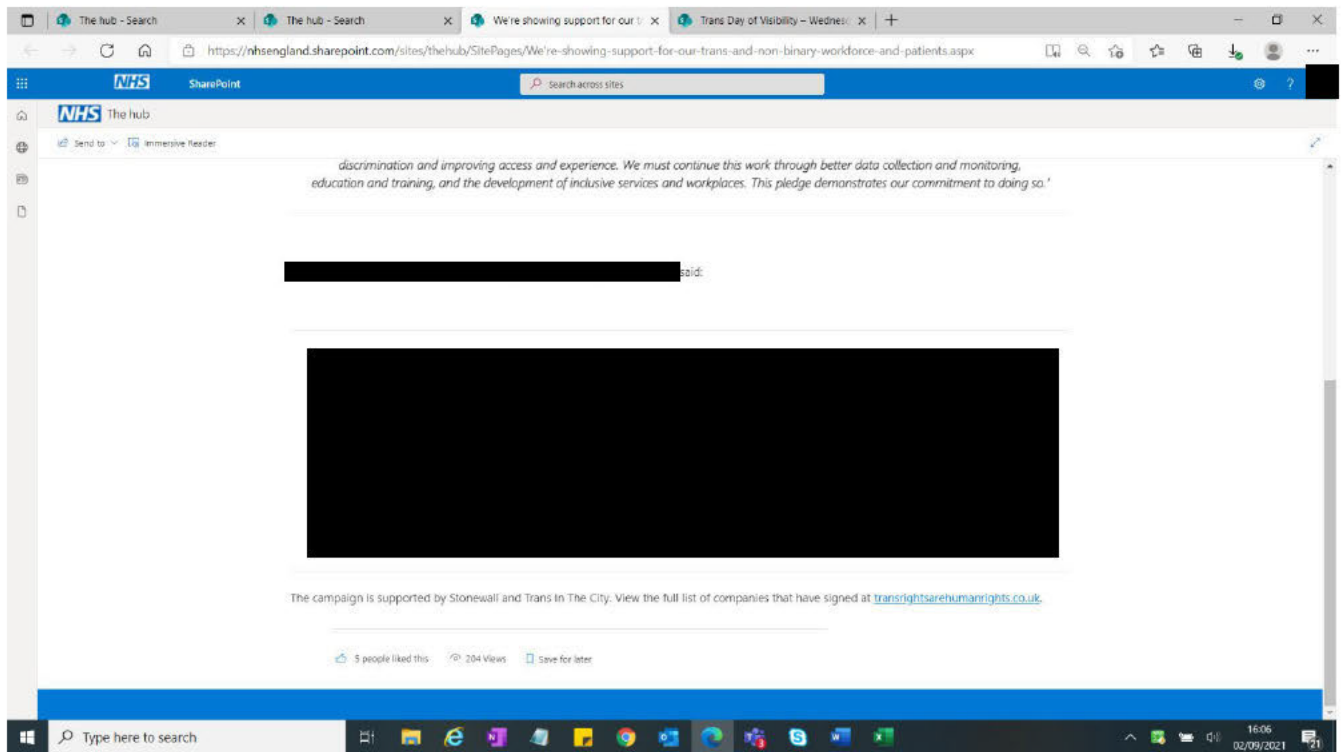 The hub - Search
The hub - Search
We're showing support for our t
Trans Day of Visibility – Wednes
https://nhsengland.sharepoint.com/sites/thehub/SitePages/We're-showing-support-for-our-trans-and-non-binary-workforce-and-patients.aspx
NHS SharePoint
Search across sites
?
NHS The hub
Send to Immersive Reader
discrimination and improving access and experience. We must continue this work through better data collection and monitoring,
education and training, and the development of inclusive services and workplaces. This pledge demonstrates our commitment to doing so.'
said:
The campaign is supported by Stonewall and Trans In The City. View the full list of companies that have signed at transrightsarehumanrights.co.uk.
5 people liked this 204 Views Save for later
Type here to search
16:06
02/09/2021
21